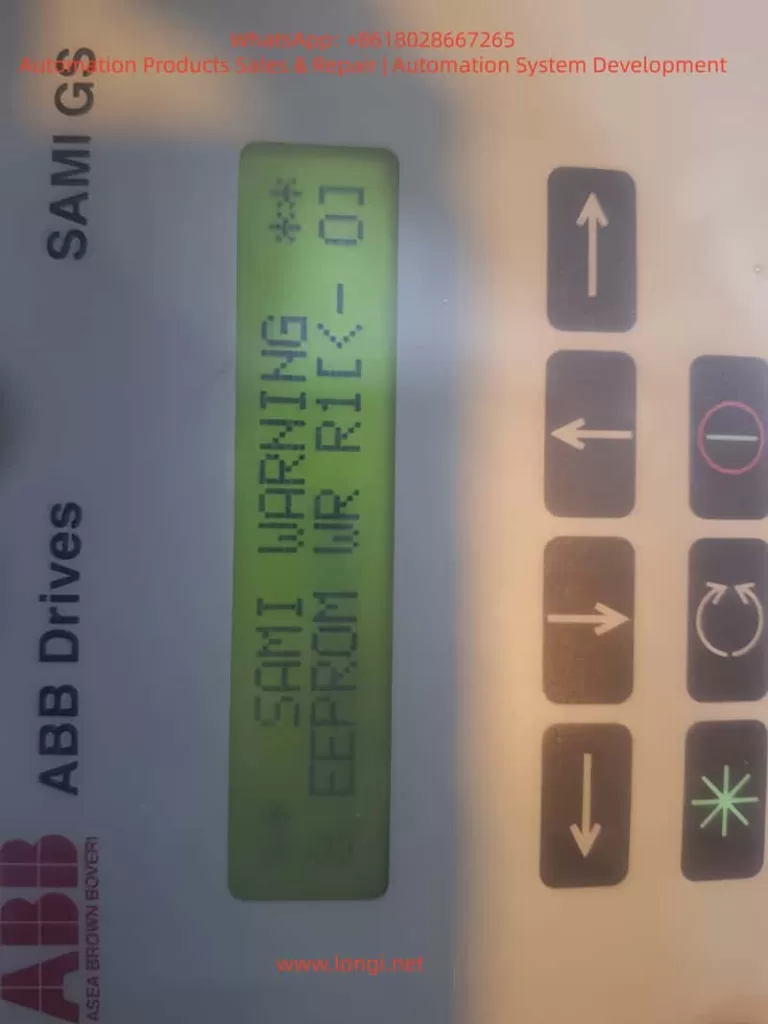 WhatsApp: +8618028667265
Automation Products Sales & Repair | Automation System Development
SAMI GS
ABB Drives
ABB
ASEA BROWN BOVERI
** SAMI WARNING **
EEPROM WR R1[<- 0]
www.longi.net